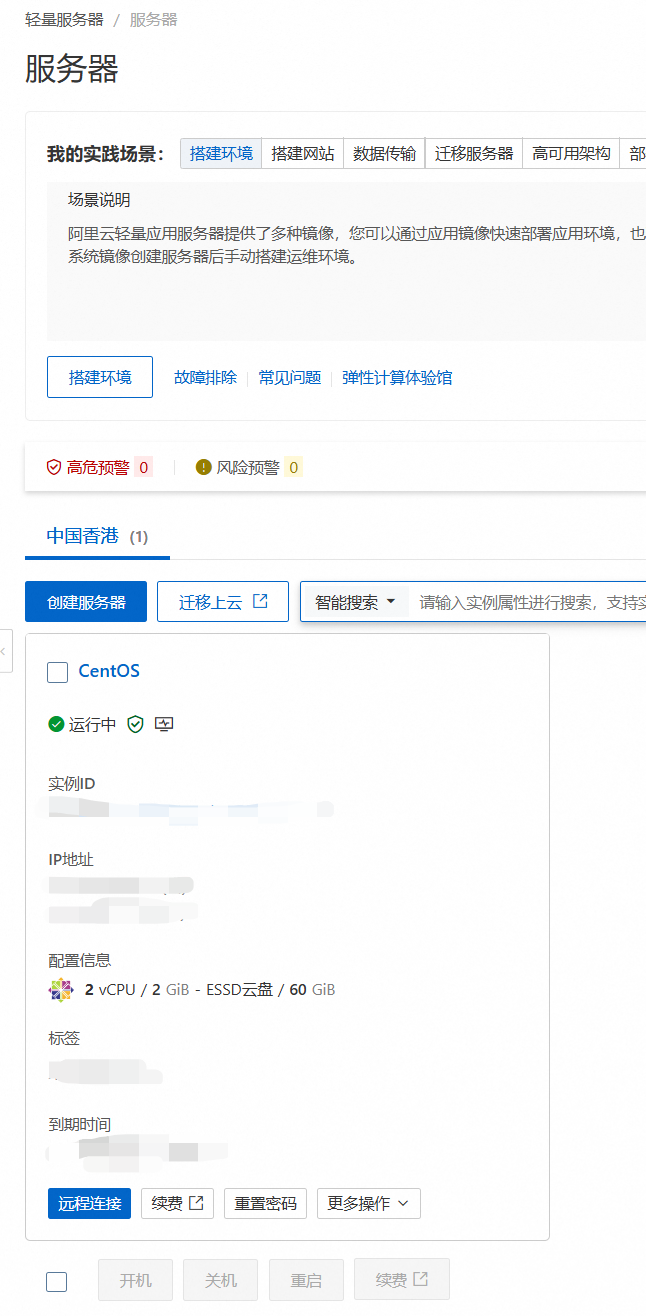 轻量服务器 / 服务器
服务器
我的实践场景： 搭建环境 搭建网站 数据传输 迁移服务器 高可用架构 部
场景说明
阿里云轻量应用服务器提供了多种镜像，您可以通过应用镜像快速部署应用环境，也
系统镜像创建服务器后手动搭建运维环境。
搭建环境 故障排除 常见问题 弹性计算体验馆
高危预警 0 风险预警 0
中国香港 (1)
创建服务器 迁移上云 智能搜索 请输入实例属性进行搜索，支持实
CentOS
运行中
实例ID
IP地址
配置信息
2 vCPU / 2 GiB - ESSD云盘 / 60 GiB
标签
到期时间
远程连接 续费 重置密码 更多操作
开机 关机 重启 续费